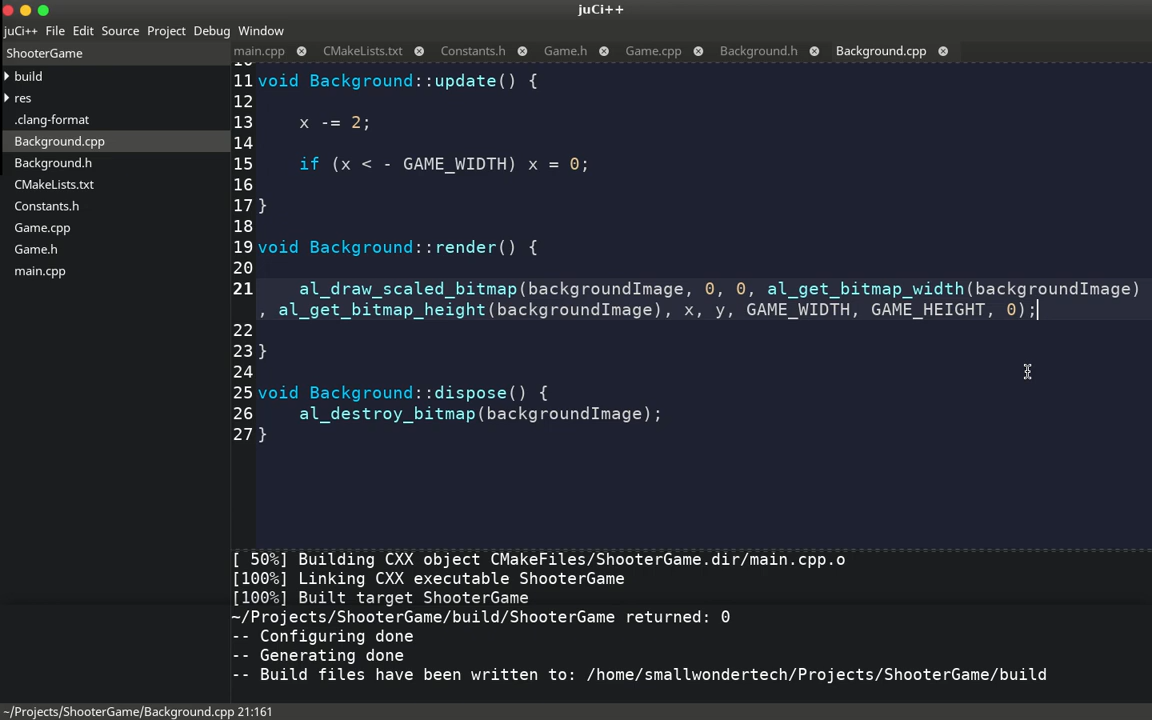 juCi++
juCi++ File Edit Source Project Debug Window
ShooterGame
main.cpp CMakeLists.txt Constants.h Game.h Game.cpp Background.h Background.cpp
build
res
.clang-format
Background.cpp
Background.h
CMakeLists.txt
Constants.h
Game.cpp
Game.h
main.cpp
11 void Background::update() {
12
13 x -= 2;
14
15 if (x < - GAME_WIDTH) x = 0;
16
17 }
18
19 void Background::render() {
20
21 al_draw_scaled_bitmap(backgroundImage, 0, 0, al_get_bitmap_width(backgroundImage)
, al_get_bitmap_height(backgroundImage), x, y, GAME_WIDTH, GAME_HEIGHT, 0);
22
23 }
24
25 void Background::dispose() {
26 al_destroy_bitmap(backgroundImage);
27 }
[ 50%] Building CXX object CMakeFiles/ShooterGame.dir/main.cpp.o
[100%] Linking CXX executable ShooterGame
[100%] Built target ShooterGame
~/Projects/ShooterGame/build/ShooterGame returned: 0
-- Configuring done
-- Generating done
-- Build files have been written to: /home/smallwondertech/Projects/ShooterGame/build
~/Projects/ShooterGame/Background.cpp 21:161